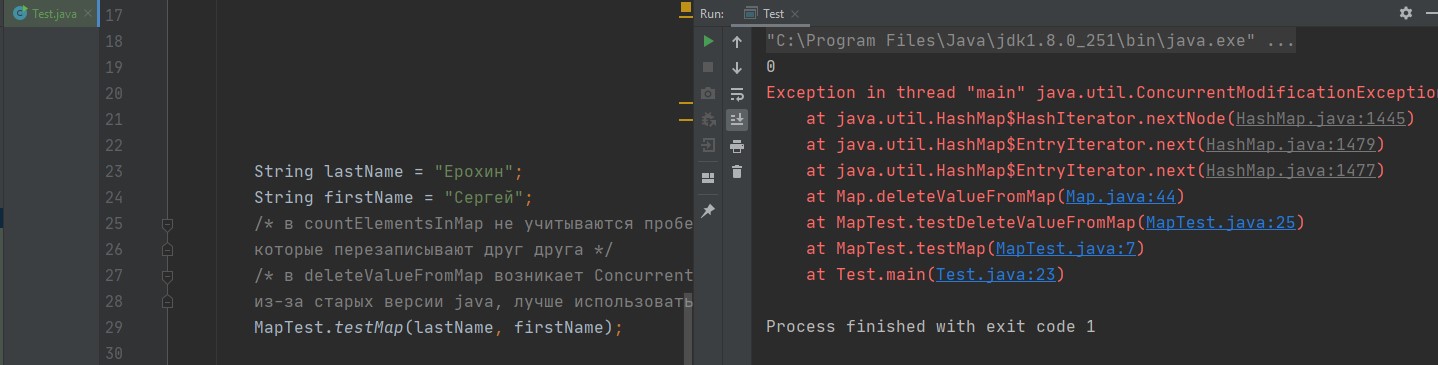 Test.java
17
18
19
20
21
22
23 String lastName = "Ерохин";
24 String firstName = "Сергей";
25 /* в countElementsInMap не учитываются пробе
26 которые перезаписывают друг друга */
27 /* в deleteValueFromMap возникает Concurrent
28 из-за старых версии java, лучше использовать
29 MapTest.testMap(lastName, firstName);
30
Run: Test
"C:\Program Files\Java\jdk1.8.0_251\bin\java.exe" ...
0
Exception in thread "main" java.util.ConcurrentModificationExceptio
at java.util.HashMap$HashIterator.nextNode(HashMap.java:1445)
at java.util.HashMap$EntryIterator.next(HashMap.java:1479)
at java.util.HashMap$EntryIterator.next(HashMap.java:1477)
at Map.deleteValueFromMap(Map.java:44)
at MapTest.testDeleteValueFromMap(MapTest.java:25)
at MapTest.testMap(MapTest.java:7)
at Test.main(Test.java:23)
Process finished with exit code 1